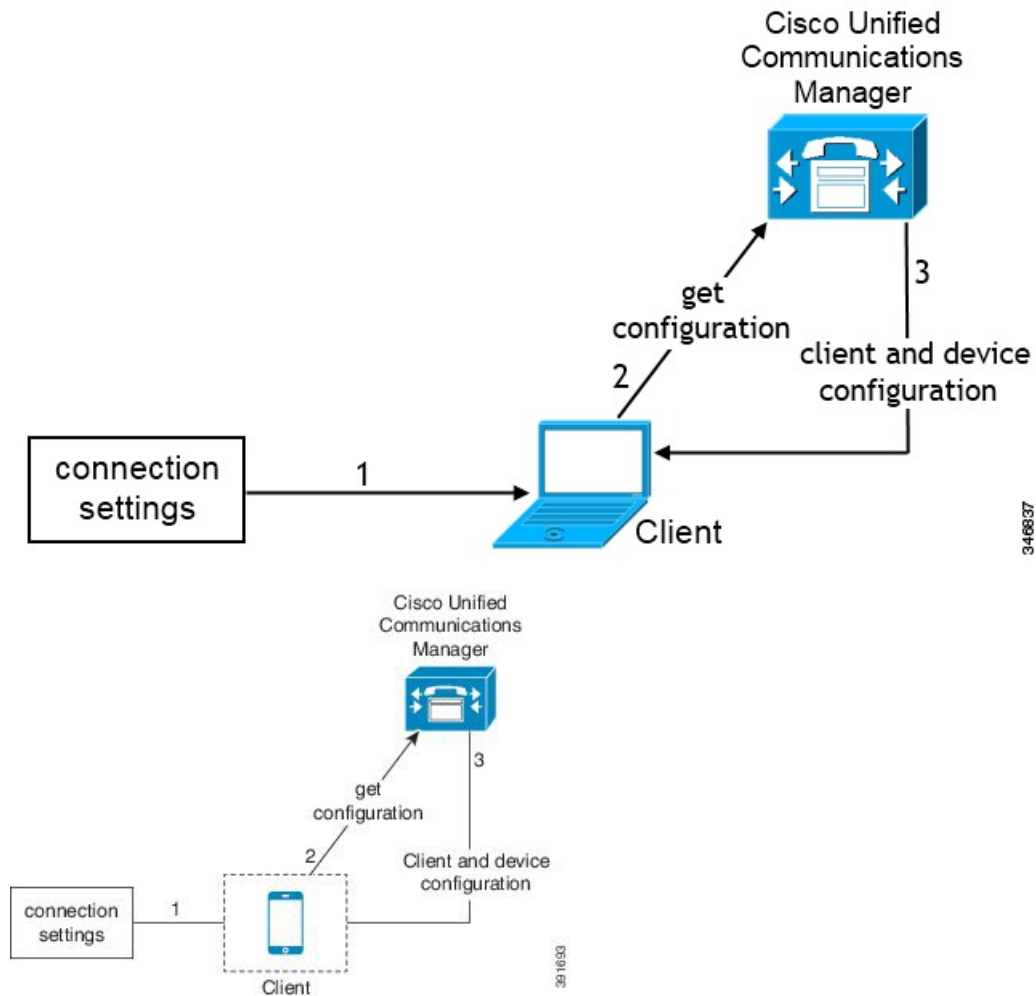 Cisco Unified
Communications
Manager
3
get
configuration
2
client and device
configuration
connection
settings
1
Client
346837
Cisco Unified
Communications
Manager
3
get
configuration
2
Client and device
configuration
connection
settings
1
Client
391693